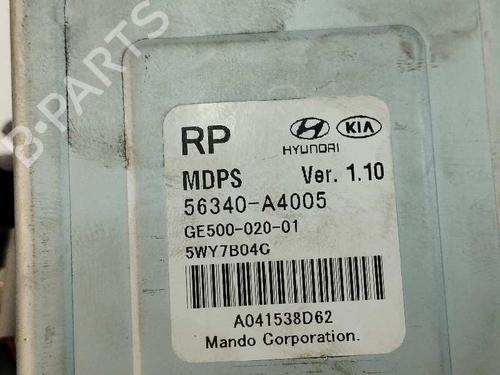 B-PARTS
RP HYUNDAI KIA
MDPS Ver. 1.10
56340-A4005
GE500-020-01
5WY7B04C
A041538D62
Mando Corporation.